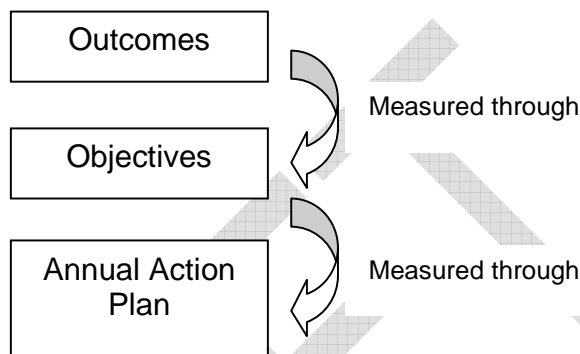 Outcomes
Measured through
Objectives
Annual Action
Plan
Measured through